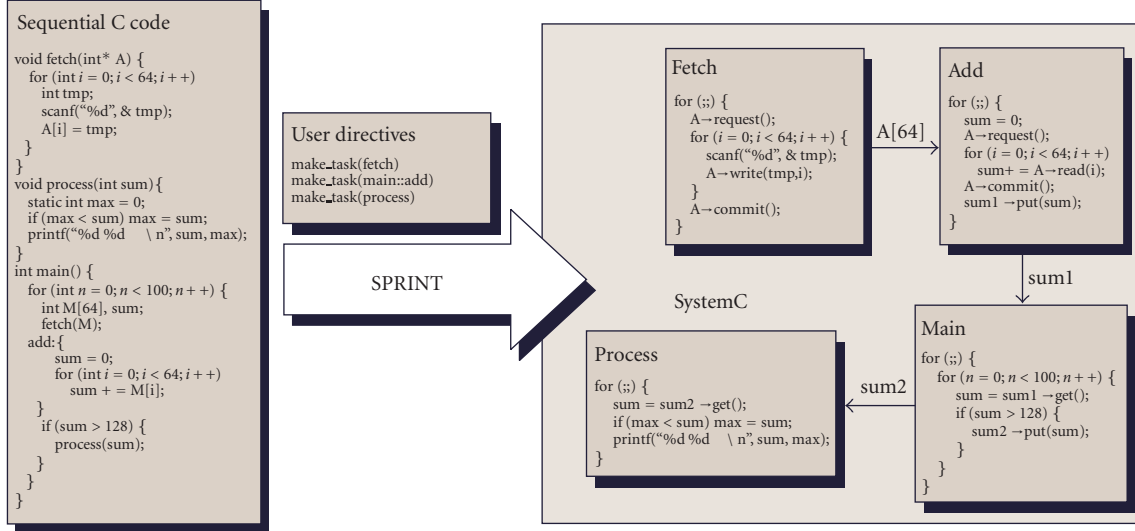 Sequential C code
void fetch(int* A) {
for (int i = 0; i < 64; i + +)
int tmp;
scanf(“%d”, & tmp);
A[i] = tmp;
}
}
void process(int sum){
static int max = 0;
if (max < sum) max = sum;
printf(“%d %d \ n”, sum, max);
}
int main() {
for (int n = 0; n < 100; n + +) {
int M[64], sum;
fetch(M);
add:{
sum = 0;
for (int i = 0; i < 64; i + +)
sum + = M[i];
}
if (sum > 128) {
process(sum);
}
}
}
User directives
make_task(fetch)
make_task(main::add)
make_task(process)
SPRINT
SystemC
Fetch
for (;;) {
A→request();
for (i = 0; i < 64; i + +) {
scanf(“%d”, & tmp);
A→write(tmp,i);
}
A→commit();
}
A[64]
Add
for (;;) {
sum = 0;
A→request();
for (i = 0; i < 64; i + +)
sum+ = A→read(i);
A→commit();
sum1 →put(sum);
}
sum1
Main
for (;;) {
for (n = 0; n < 100; n + +) {
sum = sum1 →get();
if (sum > 128) {
sum2 →put(sum);
}
}
}
sum2
Process
for (;;) {
sum = sum2 →get();
if (max < sum) max = sum;
printf(“%d %d \ n”, sum, max);
}